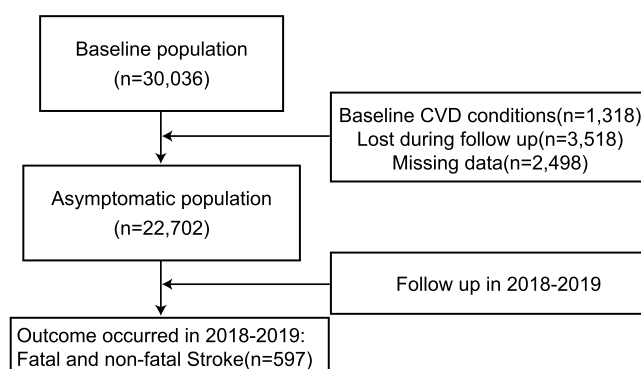 Baseline population
(n=30,036)
Baseline CVD conditions(n=1,318)
Lost during follow up(n=3,518)
Missing data(n=2,498)
Asymptomatic population
(n=22,702)
Follow up in 2018-2019
Outcome occurred in 2018-2019:
Fatal and non-fatal Stroke(n=597)